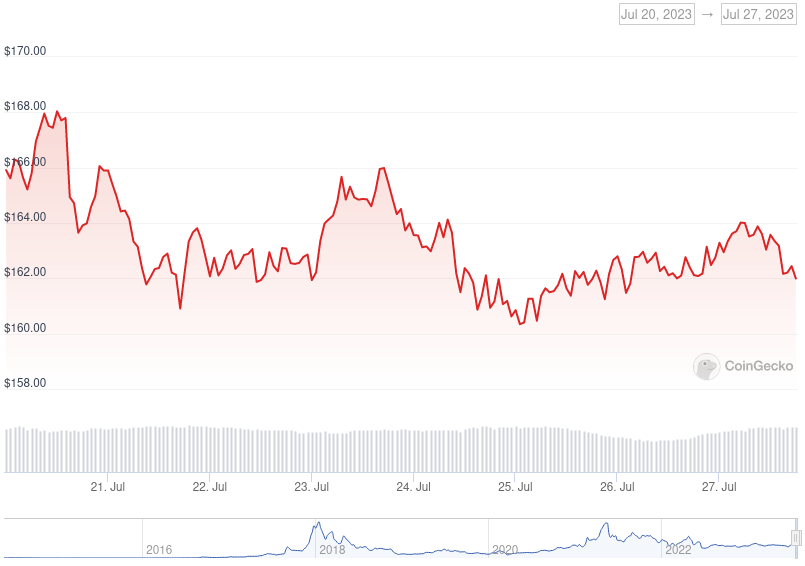 Jul 20, 2023 → Jul 27, 2023
$170.00
$168.00
$166.00
$164.00
$162.00
$160.00
CoinGecko
$158.00
21. Jul 22. Jul 23. Jul 24. Jul 25. Jul 26. Jul 27. Jul
2016 2018 2020 2022